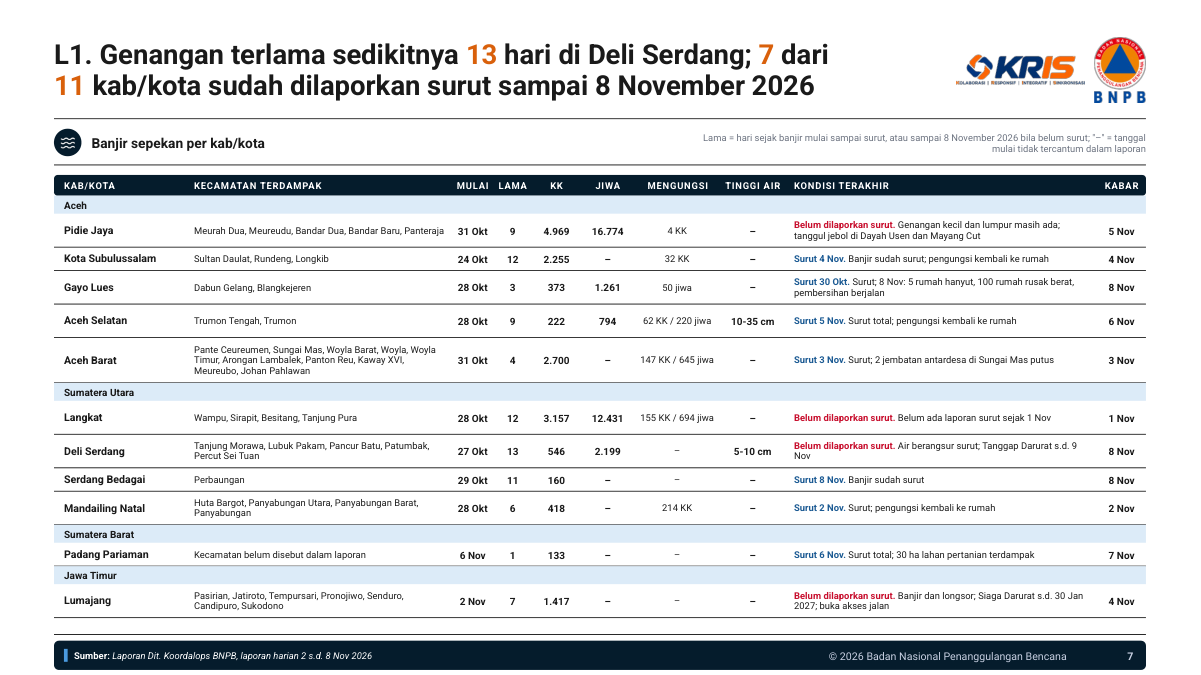 L1. Genangan terlama sedikitnya 13 hari di Deli Serdang; 7 dari
11 kab/kota sudah dilaporkan surut sampai 8 November 2026
KRIS
KOLABORASI | RESPONSIF | INTEGRATIF | SINKRONISASI
BADAN NASIONAL
PENANGGULANGAN BENCANA
BNPB
Banjir sepekan per kab/kota
Lama = hari sejak banjir mulai sampai surut, atau sampai 8 November 2026 bila belum surut; "–" = tanggal
mulai tidak tercantum dalam laporan
KAB/KOTA KECAMATAN TERDAMPAK MULAI LAMA KK JIWA MENGUNGSI TINGGI AIR KONDISI TERAKHIR KABAR
Aceh
Pidie Jaya Meurah Dua, Meureudu, Bandar Dua, Bandar Baru, Panteraja 31 Okt 9 4.969 16.774 4 KK – Belum dilaporkan surut. Genangan kecil dan lumpur masih ada; 5 Nov
tanggul jebol di Dayah Usen dan Mayang Cut
Kota Subulussalam Sultan Daulat, Rundeng, Longkib 24 Okt 12 2.255 – 32 KK – Surut 4 Nov. Banjir sudah surut; pengungsi kembali ke rumah 4 Nov
Gayo Lues Dabun Gelang, Blangkejeren 28 Okt 3 373 1.261 50 jiwa – Surut 30 Okt. Surut; 8 Nov: 5 rumah hanyut, 100 rumah rusak berat, 8 Nov
pembersihan berjalan
Aceh Selatan Trumon Tengah, Trumon 28 Okt 9 222 794 62 KK / 220 jiwa 10-35 cm Surut 5 Nov. Surut total; pengungsi kembali ke rumah 6 Nov
Aceh Barat Pante Ceureumen, Sungai Mas, Woyla Barat, Woyla, Woyla 31 Okt 4 2.700 – 147 KK / 645 jiwa – Surut 3 Nov. Surut; 2 jembatan antardesa di Sungai Mas putus 3 Nov
Timur, Arongan Lambalek, Panton Reu, Kaway XVI,
Meureubo, Johan Pahlawan
Sumatera Utara
Langkat Wampu, Sirapit, Besitang, Tanjung Pura 28 Okt 12 3.157 12.431 155 KK / 694 jiwa – Belum dilaporkan surut. Belum ada laporan surut sejak 1 Nov 1 Nov
Deli Serdang Tanjung Morawa, Lubuk Pakam, Pancur Batu, Patumbak, 27 Okt 13 546 2.199 – 5-10 cm Belum dilaporkan surut. Air berangsur surut; Tanggap Darurat s.d. 9 8 Nov
Percut Sei Tuan Nov
Serdang Bedagai Perbaungan 29 Okt 11 160 – – – Surut 8 Nov. Banjir sudah surut 8 Nov
Mandailing Natal Huta Bargot, Panyabungan Utara, Panyabungan Barat, 28 Okt 6 418 – 214 KK – Surut 2 Nov. Surut; pengungsi kembali ke rumah 2 Nov
Panyabungan
Sumatera Barat
Padang Pariaman Kecamatan belum disebut dalam laporan 6 Nov 1 133 – – – Surut 6 Nov. Surut total; 30 ha lahan pertanian terdampak 7 Nov
Jawa Timur
Lumajang Pasirian, Jatiroto, Tempursari, Pronojiwo, Senduro, 2 Nov 7 1.417 – – – Belum dilaporkan surut. Banjir dan longsor; Siaga Darurat s.d. 30 Jan 4 Nov
Candipuro, Sukodono 2027; buka akses jalan
Sumber: Laporan Dit. Koordalops BNPB, laporan harian 2 s.d. 8 Nov 2026
© 2026 Badan Nasional Penanggulangan Bencana 7